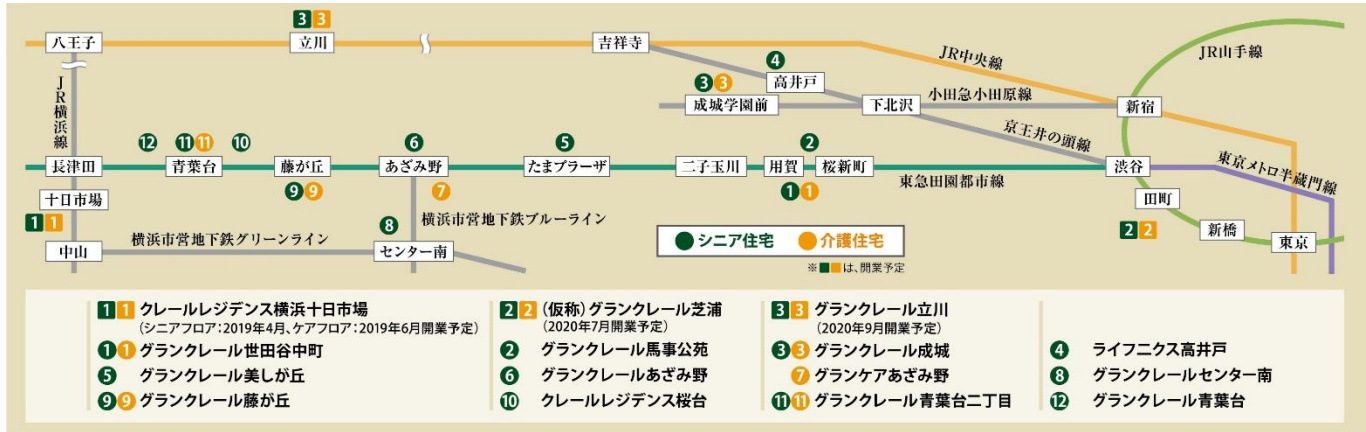 3 3
八王子
立川
吉祥寺
JR中央線
JR山手線
4
高井戸
3 3
成城学園前
下北沢
小田急小田原線
新宿
JR横浜線
京王井の頭線
12
11 11
10
6
5
2
長津田
青葉台
藤が丘
あざみ野
たまプラーザ
二子玉川
用賀
桜新町
東急田園都市線
渋谷
東京メトロ半蔵門線
9 9
7
1 1
十日市場
田町
1 1
横浜市営地下鉄ブルーライン
8
2 2
新橋
中山
横浜市営地下鉄グリーンライン
センター南
シニア住宅 介護住宅
東京
※ は、開業予定
1 1 クレールレジデンス横浜十日市場
(シニアフロア:2019年4月、ケアフロア:2019年6月開業予定)
2 2 (仮称)グランクレール芝浦
(2020年7月開業予定)
3 3 グランクレール立川
(2020年9月開業予定)
1 1 グランクレール世田谷中町
2 グランクレール馬事公苑
3 3 グランクレール成城
4 ライフニクス高井戸
5 グランクレール美しが丘
6 グランクレールあざみ野
7 グランケアあざみ野
8 グランクレールセンター南
9 9 グランクレール藤が丘
10 クレールレジデンス桜台
11 11 グランクレール青葉台二丁目
12 グランクレール青葉台